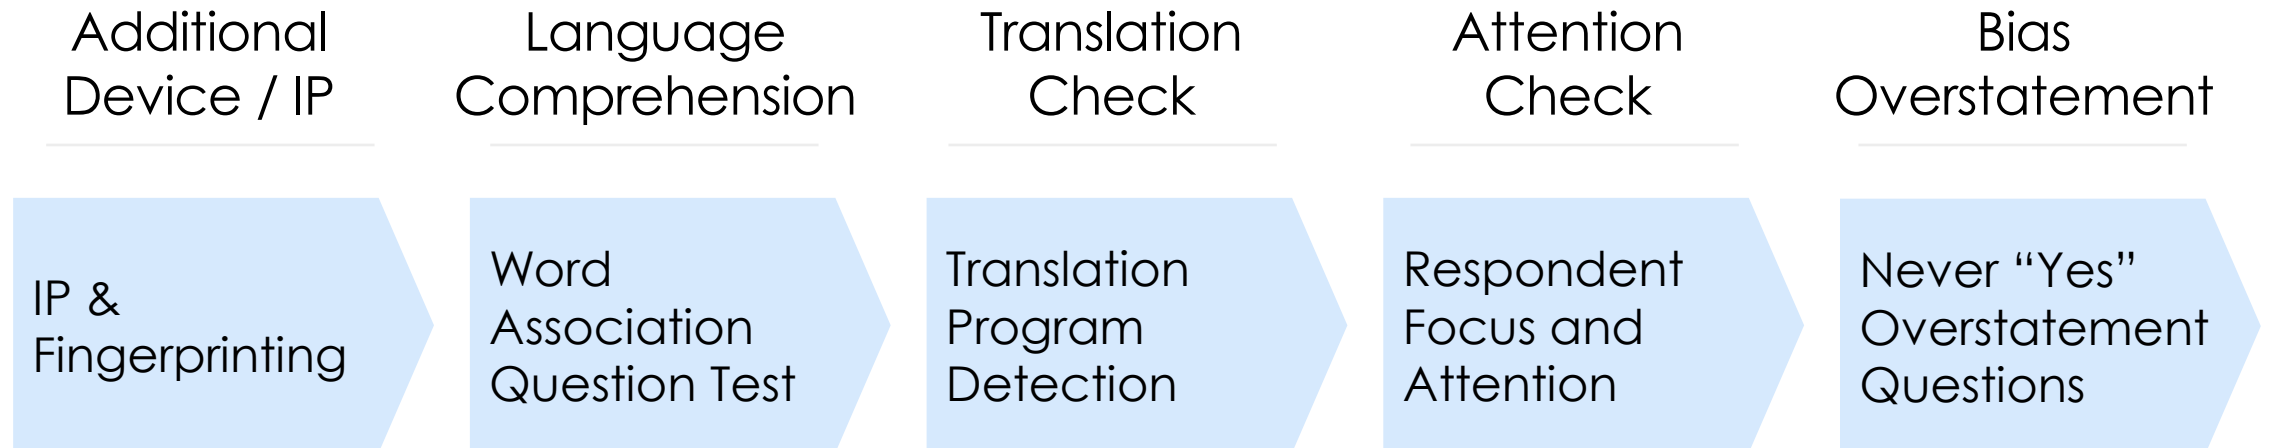 Additional
Device / IP
Language
Comprehension
Translation
Check
Attention
Check
Bias
Overstatement
IP &
Fingerprinting
Word
Association
Question Test
Translation
Program
Detection
Respondent
Focus and
Attention
Never “Yes”
Overstatement
Questions